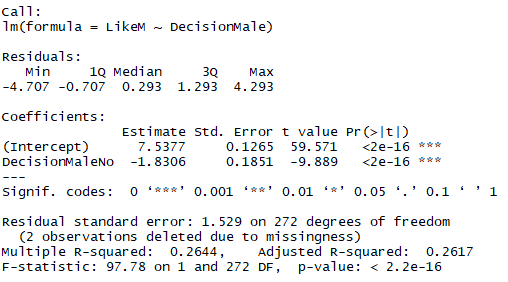 Call:
lm(formula = LikeM ~ DecisionMale)
Residuals:
Min 1Q Median 3Q Max
-4.707 -0.707 0.293 1.293 4.293
Coefficients:
Estimate Std. Error t value Pr(>|t|)
(Intercept) 7.5377 0.1265 59.571 <2e-16 ***
DecisionMaleNo -1.8306 0.1851 -9.889 <2e-16 ***
---
Signif. codes: 0 ‘***’ 0.001 ‘**’ 0.01 ‘*’ 0.05 ‘.’ 0.1 ‘ ’ 1
Residual standard error: 1.529 on 272 degrees of freedom
(2 observations deleted due to missingness)
Multiple R-squared: 0.2644, Adjusted R-squared: 0.2617
F-statistic: 97.78 on 1 and 272 DF, p-value: < 2.2e-16